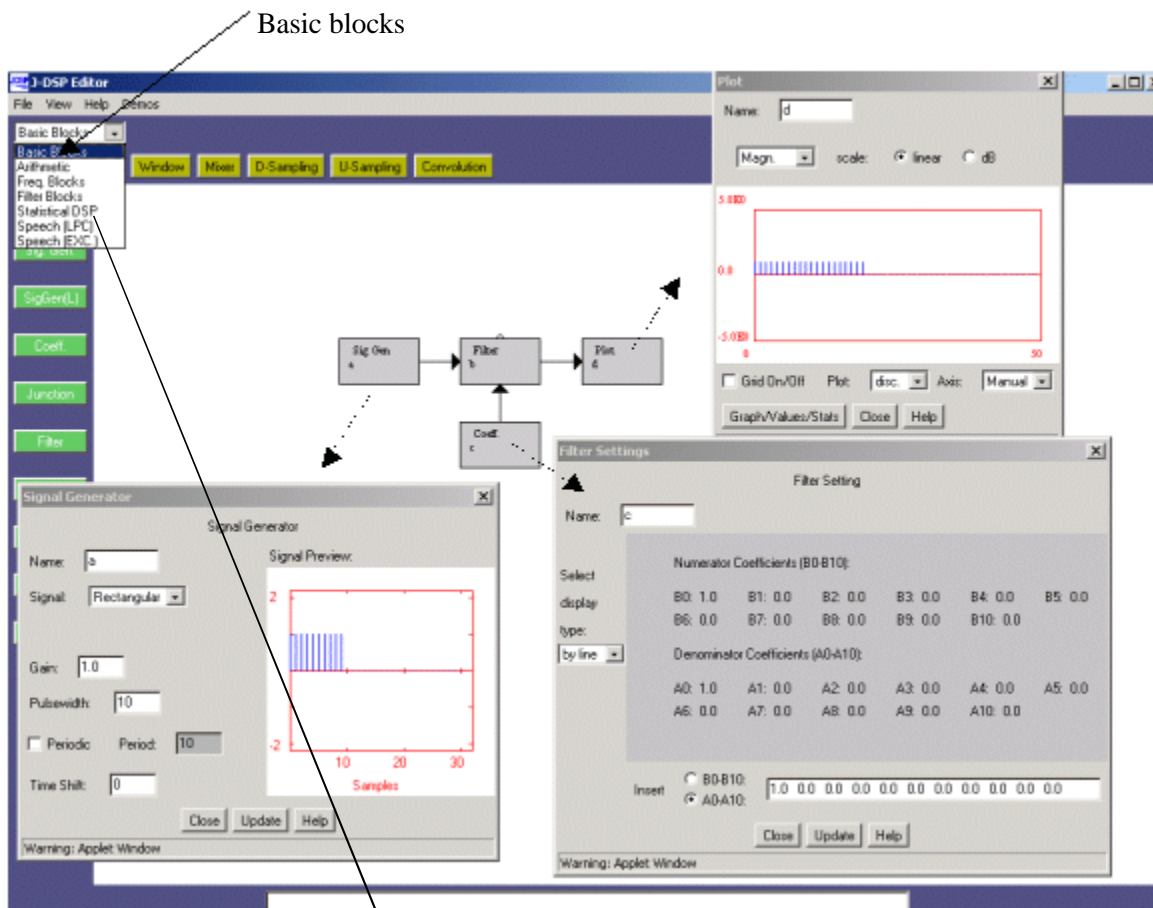 Basic blocks
J-DSP Editor
File View Help Demos
Basic Blocks
Basic Blocks
Arithmetic
Freq. Blocks
Filter Blocks
Statistical DSP
Speech (LPC)
Speech (EXC.)
Window Mixer D-Sampling U-Sampling Convolution
Sig. Gen.
SigGen(L)
Coeff.
Junction
Filter
Sig Gen
a
Filter
b
Plot
d
Coeff.
c
Plot
Name: d
Magn. scale: linear dB
0.0
0 50
Grid On/Off Plot: disc. Axis: Manual
Graph/Values/Stats Close Help
Signal Generator
Signal Generator
Name: a
Signal: Rectangular
Gain: 1.0
Pulsewidth: 10
Periodic Period: 10
Time Shift: 0
Signal Preview:
2
-2
10 20 30
Samples
Close Update Help
Warning: Applet Window
Filter Settings
Filter Setting
Name: c
Select
display
type:
by line
Numerator Coefficients (B0-B10):
B0: 1.0 B1: 0.0 B2: 0.0 B3: 0.0 B4: 0.0 B5: 0.0
B6: 0.0 B7: 0.0 B8: 0.0 B9: 0.0 B10: 0.0
Denominator Coefficients (A0-A10):
A0: 1.0 A1: 0.0 A2: 0.0 A3: 0.0 A4: 0.0 A5: 0.0
A6: 0.0 A7: 0.0 A8: 0.0 A9: 0.0 A10: 0.0
Insert B0-B10:
A0-A10:
1.0 0.0 0.0 0.0 0.0 0.0 0.0 0.0 0.0 0.0 0.0
Close Update Help
Warning: Applet Window